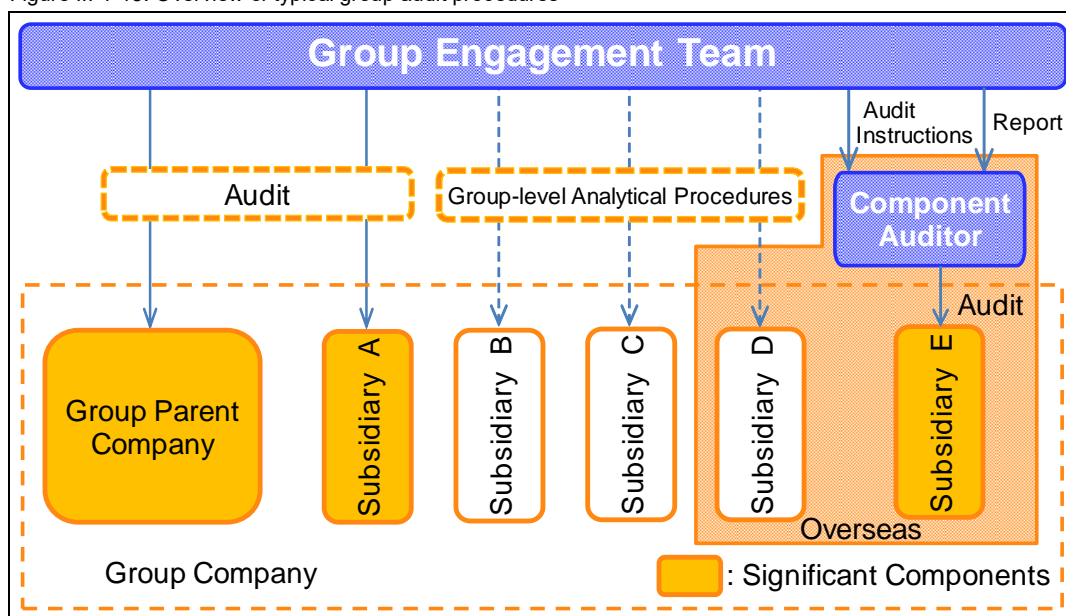 Group Engagement Team
Audit
Instructions
Report
Audit
Group-level Analytical Procedures
Component
Auditor
Audit
Group Parent
Company
Subsidiary A
Subsidiary B
Subsidiary C
Subsidiary D
Subsidiary E
Overseas
Group Company
: Significant Components